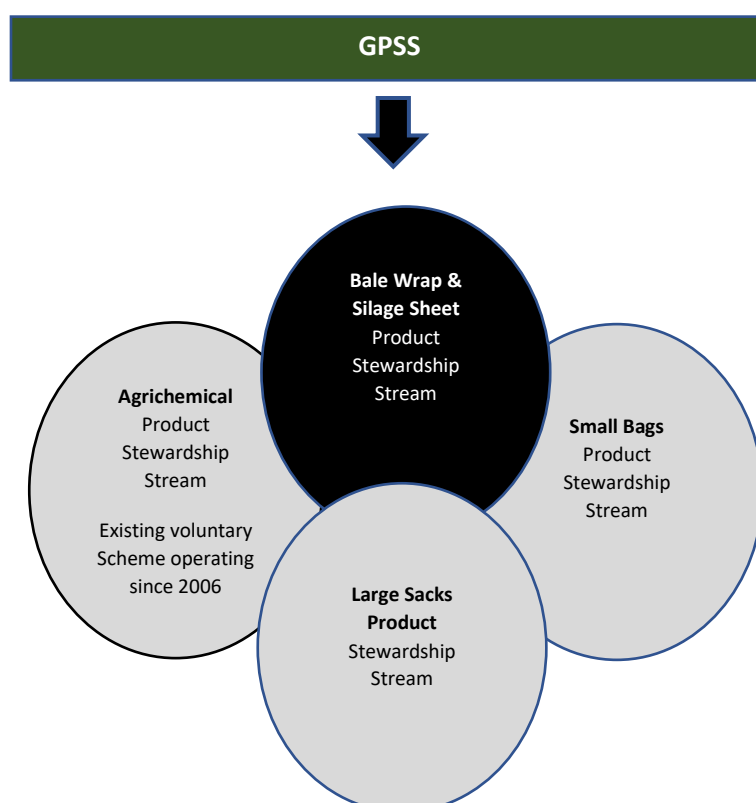 GPSS
Bale Wrap &
Silage Sheet
Product
Stewardship
Stream
Agrichemical
Product
Stewardship
Stream
Existing voluntary
Scheme operating
since 2006
Small Bags
Product
Stewardship
Stream
Large Sacks
Product
Stewardship
Stream